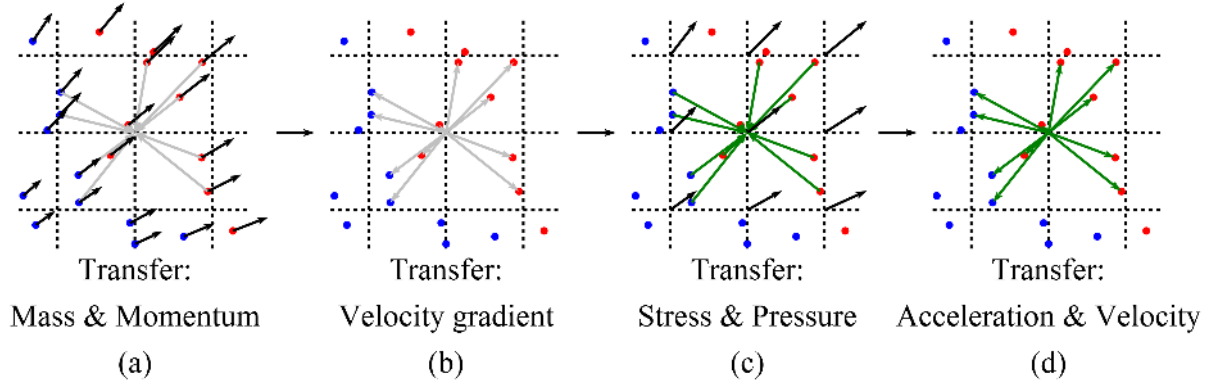 Transfer:
Mass & Momentum
(a)
Transfer:
Velocity gradient
(b)
Transfer:
Stress & Pressure
(c)
Transfer:
Acceleration & Velocity
(d)